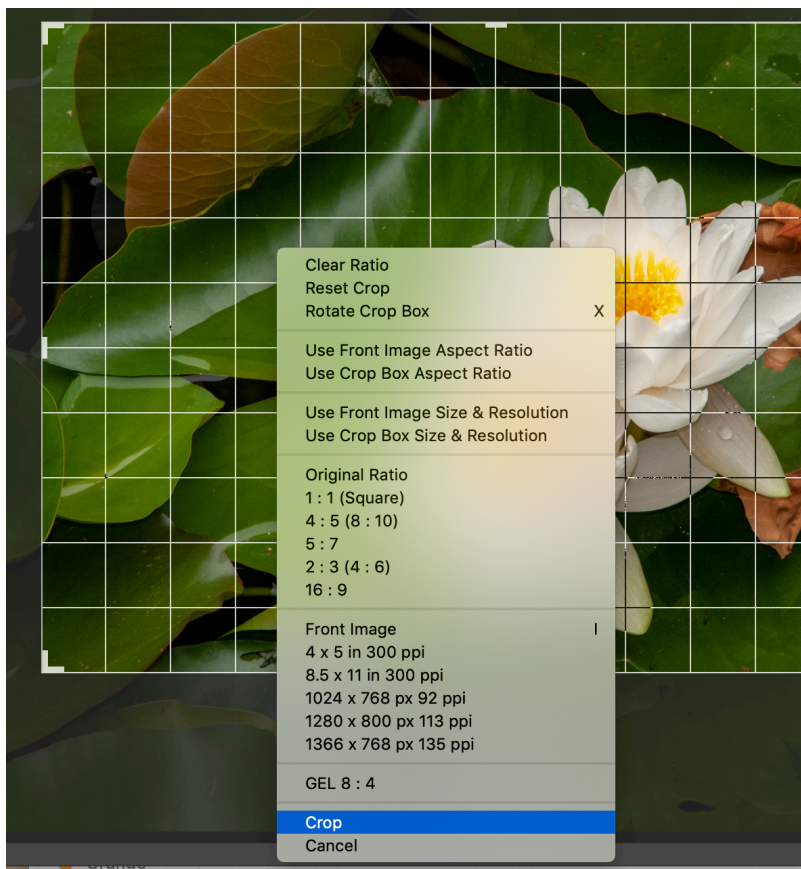 Clear Ratio
Reset Crop
Rotate Crop Box X
Use Front Image Aspect Ratio
Use Crop Box Aspect Ratio
Use Front Image Size & Resolution
Use Crop Box Size & Resolution
Original Ratio
1 : 1 (Square)
4 : 5 (8 : 10)
5 : 7
2 : 3 (4 : 6)
16 : 9
Front Image I
4 x 5 in 300 ppi
8.5 x 11 in 300 ppi
1024 x 768 px 92 ppi
1280 x 800 px 113 ppi
1366 x 768 px 135 ppi
GEL 8 : 4
Crop
Cancel